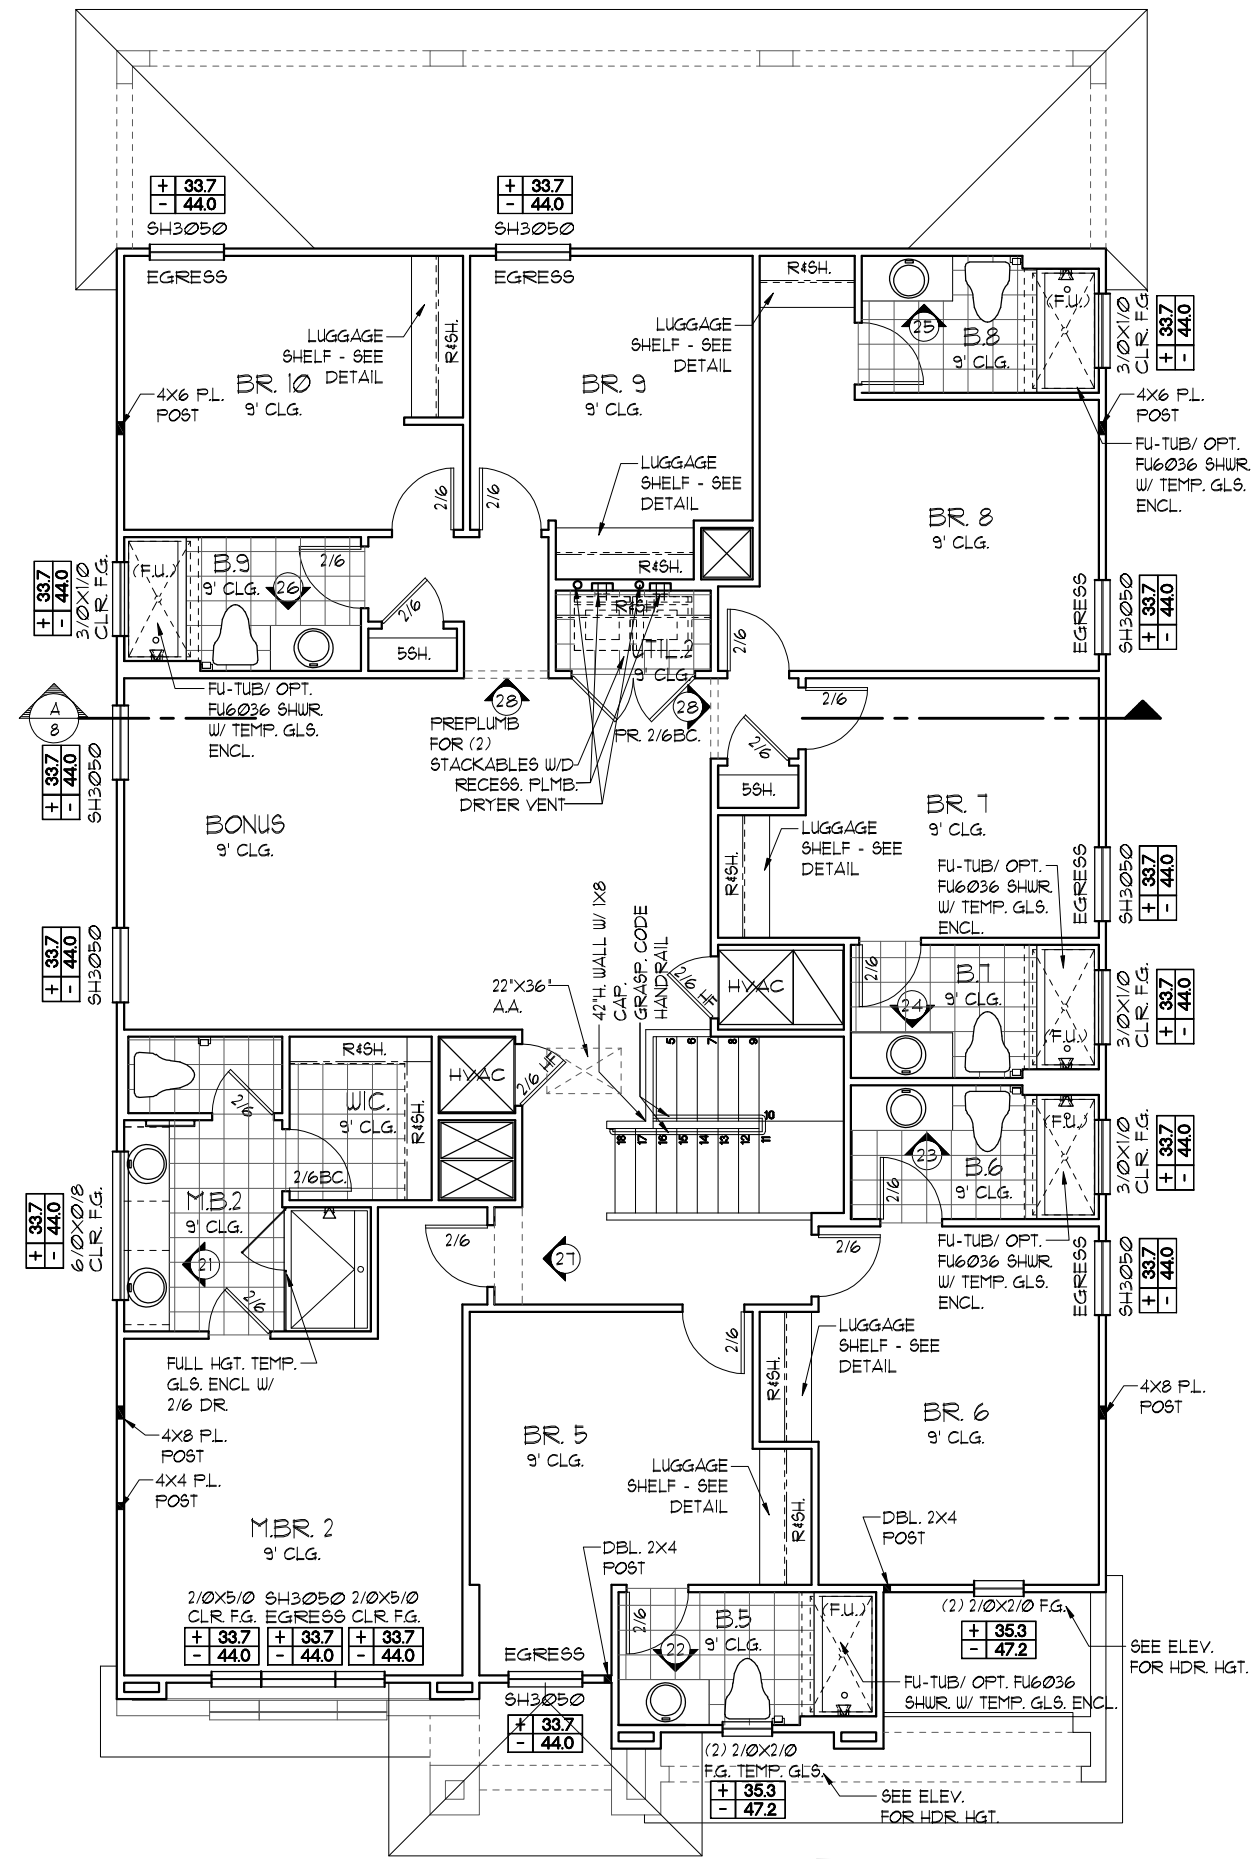 + 33.7
- 44.0
SH3050
EGRESS
+ 33.7
- 44.0
SH3050
EGRESS
LUGGAGE
SHELF - SEE
DETAIL
R&SH.
BR. 10
9' CLG.
4X6 P.L.
POST
2/6
LUGGAGE
SHELF - SEE
DETAIL
BR. 9
9' CLG.
2/6
LUGGAGE
SHELF - SEE
DETAIL
R&SH.
R&SH.
25
B.8
9' CLG.
(F.U.)
3/0X1/0
CLR. F.G.
+ 33.7
- 44.0
4X6 P.L.
POST
FU-TUB/ OPT.
FU6036 SHWR.
W/ TEMP. GLS.
ENCL.
BR. 8
9' CLG.
EGRESS
SH3050
+ 33.7
- 44.0
+ 33.7
- 44.0
3/0X1/0
CLR. F.G.
(F.U.)
B.9
9' CLG.
26
2/6
2/6
5SH.
R&SH.
UTIL.2
9' CLG.
2/6
FU-TUB/ OPT.
FU6036 SHWR.
W/ TEMP. GLS.
ENCL.
A
8
28
28
PREPLUMB
FOR (2)
STACKABLES W/D
RECESS. PLMB.
DRYER VENT
PR. 2/6BC.
2/6
2/6
5SH.
+ 33.7
- 44.0
SH3050
BONUS
9' CLG.
BR. 7
9' CLG.
LUGGAGE
SHELF - SEE
DETAIL
R&SH.
FU-TUB/ OPT.
FU6036 SHWR.
W/ TEMP. GLS.
ENCL.
EGRESS
SH3050
+ 33.7
- 44.0
+ 33.7
- 44.0
SH3050
22"X36"
A.A.
42"H. WALL W/ 1X8
CAP.
GRASP. CODE
HANDRAIL
2/6 HF
HVAC
2/6
24
B.7
9' CLG.
(F.U.)
3/0X1/0
CLR. F.G.
+ 33.7
- 44.0
R&SH.
W.I.C.
9' CLG.
R&SH.
HVAC
2/6 HF
2/6
2/6BC.
5
6
7
8
9
10
18
17
16
15
14
13
12
11
23
B.6
9' CLG.
(F.U.)
2/6
3/0X1/0
CLR. F.G.
+ 33.7
- 44.0
+ 33.7
- 44.0
6/0X0/8
CLR. F.G.
M.B.2
9' CLG.
21
2/6
2/6
27
2/6
FU-TUB/ OPT.
FU6036 SHWR.
W/ TEMP. GLS.
ENCL.
EGRESS
SH3050
+ 33.7
- 44.0
FULL HGT. TEMP.
GLS. ENCL W/
2/6 DR.
2/6
R&SH.
LUGGAGE
SHELF - SEE
DETAIL
4X8 P.L.
POST
BR. 6
9' CLG.
4X8 P.L.
POST
4X4 P.L.
POST
BR. 5
9' CLG.
LUGGAGE
SHELF - SEE
DETAIL
R&SH.
M.BR. 2
9' CLG.
DBL. 2X4
POST
DBL. 2X4
POST
2/0X5/0
CLR. F.G.
+ 33.7
- 44.0
SH3050
EGRESS
+ 33.7
- 44.0
2/0X5/0
CLR. F.G.
+ 33.7
- 44.0
EGRESS
SH3050
+ 33.7
- 44.0
2/6
B.5
9' CLG.
22
(F.U.)
(2) 2/0X2/0 F.G.
+ 35.3
- 47.2
SEE ELEV.
FOR HDR. HGT.
FU-TUB/ OPT. FU6036
SHWR. W/ TEMP. GLS. ENCL.
(2) 2/0X2/0
F.G. TEMP. GLS.
+ 35.3
- 47.2
SEE ELEV.
FOR HDR. HGT.